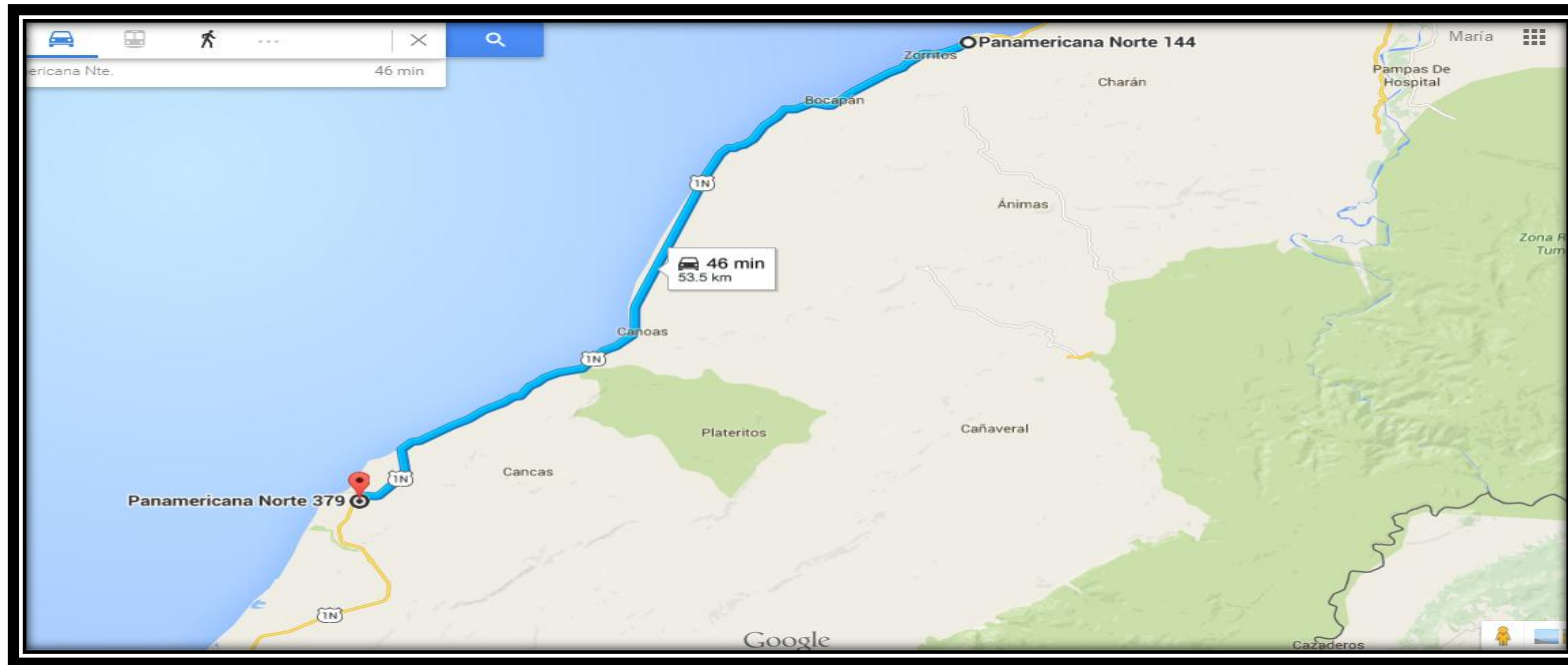 ericana Nte. 46 min
Panamericana Norte 144
María
Zorritos
Charán
Pampas De
Hospital
Bocapán
1N
Ánimas
Zona R
Tum
46 min
53.5 km
Canoas
1N
Plateritos
Cañaveral
Cancas
1N
Panamericana Norte 379
1N
Google
Cazaderos